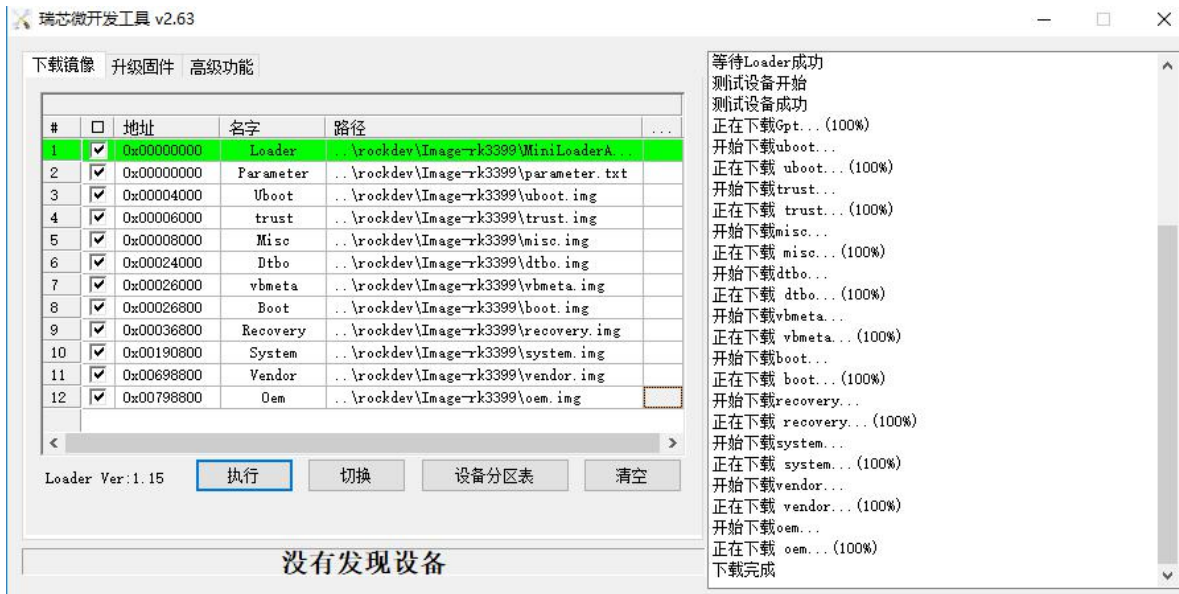 瑞芯微开发工具 v2.63
下载镜像 升级固件 高级功能
# 地址 名字 路径 ...
1 0x00000000 Loader ..\rockdev\Image-rk3399\MiniLoaderA...
2 0x00000000 Parameter ..\rockdev\Image-rk3399\parameter.txt
3 0x00004000 Uboot ..\rockdev\Image-rk3399\uboot.img
4 0x00006000 trust ..\rockdev\Image-rk3399\trust.img
5 0x00008000 Misc ..\rockdev\Image-rk3399\misc.img
6 0x00024000 Dtbo ..\rockdev\Image-rk3399\dtbo.img
7 0x00026000 vbmeta ..\rockdev\Image-rk3399\vbmeta.img
8 0x00026800 Boot ..\rockdev\Image-rk3399\boot.img
9 0x00036800 Recovery ..\rockdev\Image-rk3399\recovery.img
10 0x00190800 System ..\rockdev\Image-rk3399\system.img
11 0x00698800 Vendor ..\rockdev\Image-rk3399\vendor.img
12 0x00798800 Oem ..\rockdev\Image-rk3399\oem.img
Loader Ver:1.15 执行 切换 设备分区表 清空
没有发现设备
等待Loader成功
测试设备开始
测试设备成功
正在下载Gpt...(100%)
开始下载uboot...
正在下载 uboot...(100%)
开始下载trust...
正在下载 trust...(100%)
开始下载misc...
正在下载 misc...(100%)
开始下载dtbo...
正在下载 dtbo...(100%)
开始下载vbmeta...
正在下载 vbmeta...(100%)
开始下载boot...
正在下载 boot...(100%)
开始下载recovery...
正在下载 recovery...(100%)
开始下载system...
正在下载 system...(100%)
开始下载vendor...
正在下载 vendor...(100%)
开始下载oem...
正在下载 oem...(100%)
下载完成